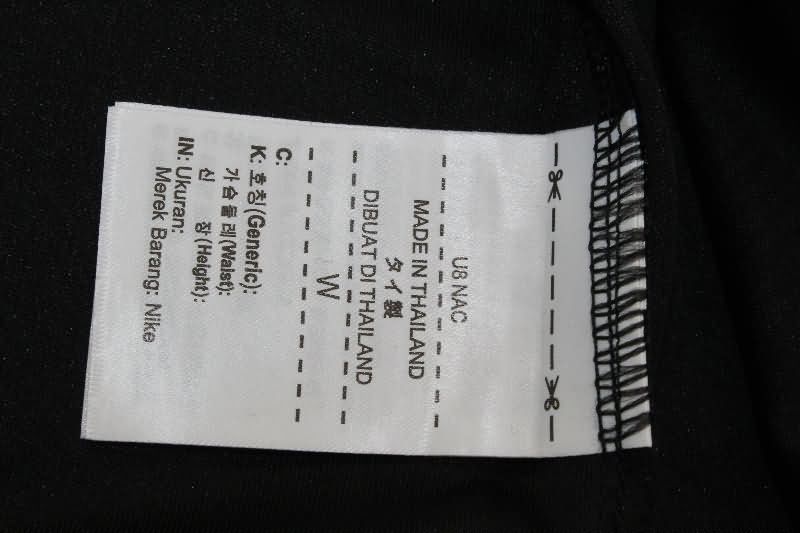 U8 NAC
MADE IN THAILAND
タイ製
DIBUAT DI THAILAND
W
C:
K: 호칭(Generic):
가슴둘레(Waist):
신 장(Height):
IN: Ukuran:
Merek Barang: Nike